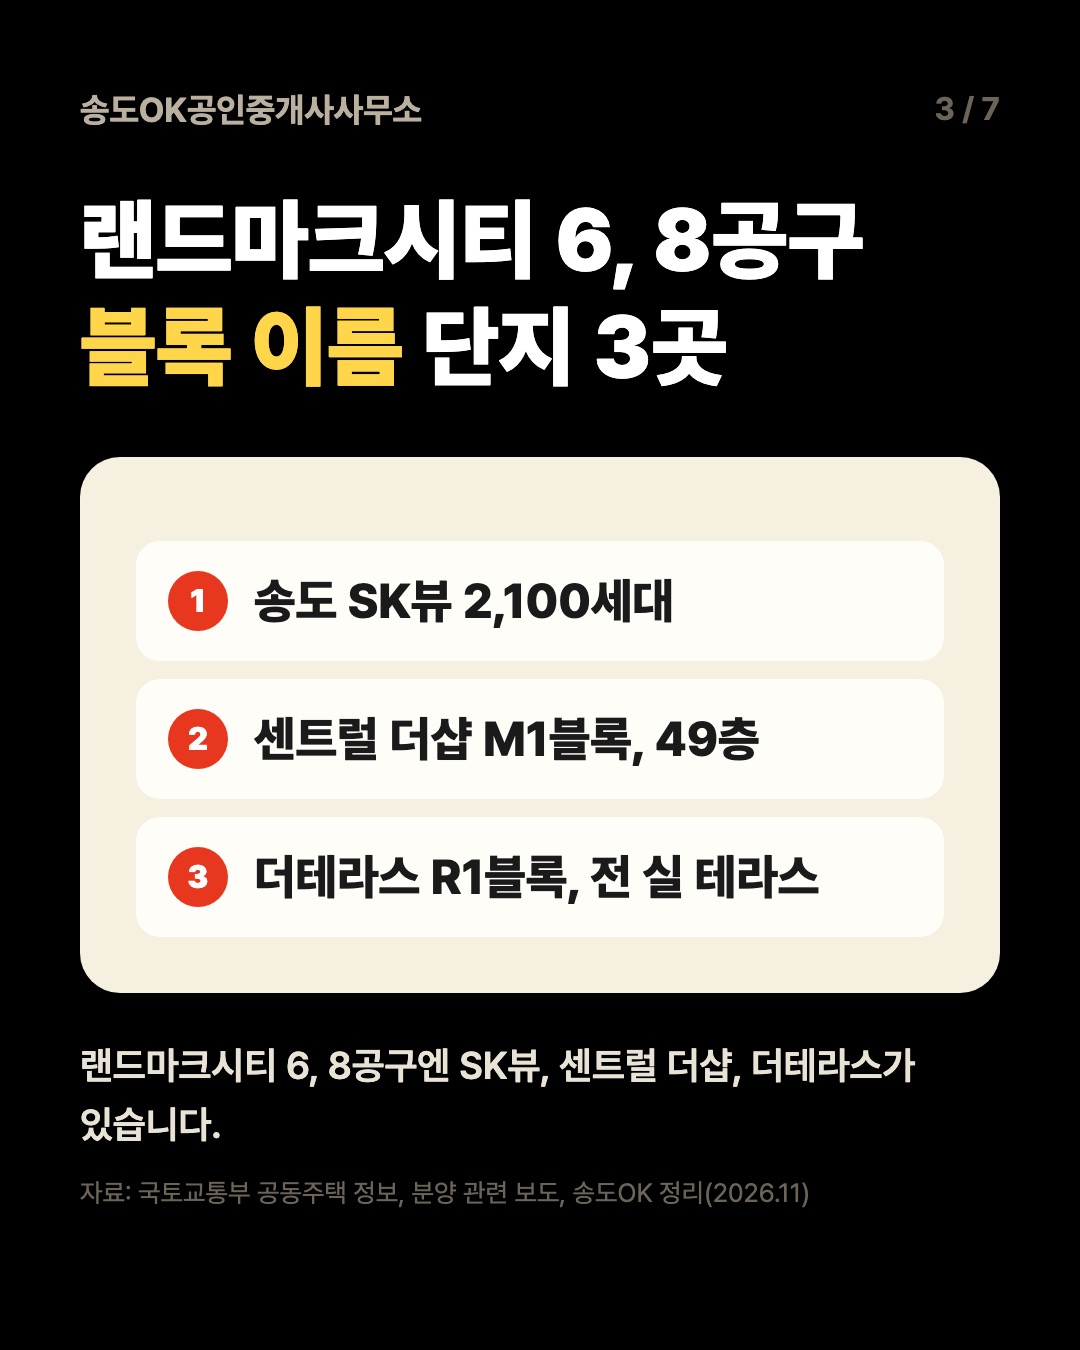 송도OK공인중개사사무소
3 / 7
랜드마크시티 6, 8공구
블록 이름 단지 3곳
1 송도 SK뷰 2,100세대
2 센트럴 더샵 M1블록, 49층
3 더테라스 R1블록, 전 실 테라스
랜드마크시티 6, 8공구엔 SK뷰, 센트럴 더샵, 더테라스가
있습니다.
자료: 국토교통부 공동주택 정보, 분양 관련 보도, 송도OK 정리(2026.11)